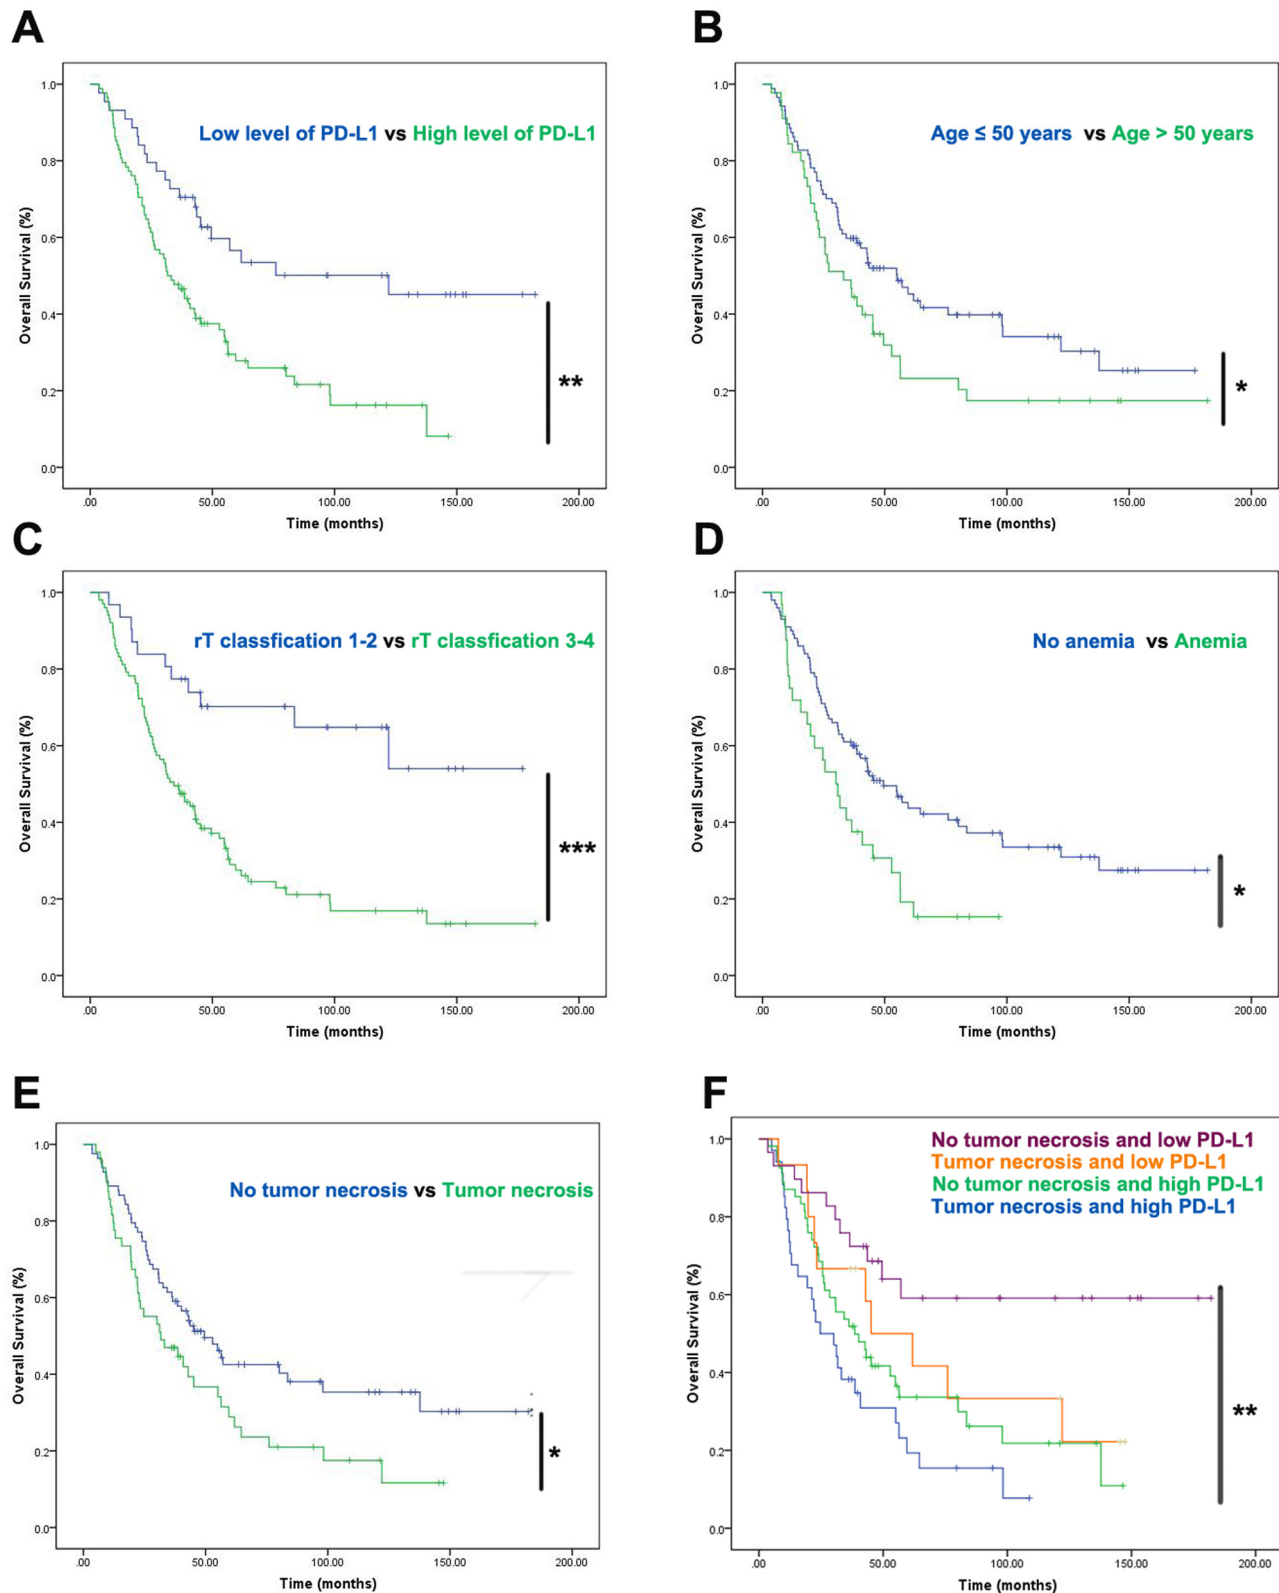 A
B
1.0
0.8
0.6
0.4
0.2
0.0
Overall Survival (%)
Low level of PD-L1 vs High level of PD-L1
**
.00 50.00 100.00 150.00 200.00
Time (months)
1.0
0.8
0.6
0.4
0.2
0.0
Overall Survival (%)
Age ≤ 50 years vs Age > 50 years
*
.00 50.00 100.00 150.00 200.00
Time (months)
C
D
1.0
0.8
0.6
0.4
0.2
0.0
Overall Survival (%)
rT classfication 1-2 vs rT classfication 3-4
***
.00 50.00 100.00 150.00 200.00
Time (months)
1.0
0.8
0.6
0.4
0.2
0.0
Overall Survival (%)
No anemia vs Anemia
*
.00 50.00 100.00 150.00 200.00
Time (months)
E
F
1.0
0.8
0.6
0.4
0.2
0.0
Overall Survival (%)
No tumor necrosis vs Tumor necrosis
*
.00 50.00 100.00 150.00 200.00
Time (months)
1.0
0.8
0.6
0.4
0.2
0.0
Overall Survival (%)
No tumor necrosis and low PD-L1
Tumor necrosis and low PD-L1
No tumor necrosis and high PD-L1
Tumor necrosis and high PD-L1
**
.00 50.00 100.00 150.00 200.00
Time (months)